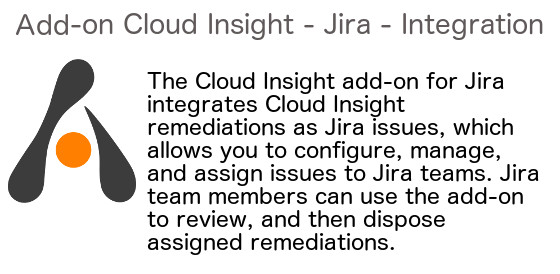 Add-on Cloud Insight - Jira - Integration
The Cloud Insight add-on for Jira
integrates Cloud Insight
remediations as Jira issues, which
allows you to configure, manage,
and assign issues to Jira teams. Jira
team members can use the add-on
to review, and then dispose
assigned remediations.